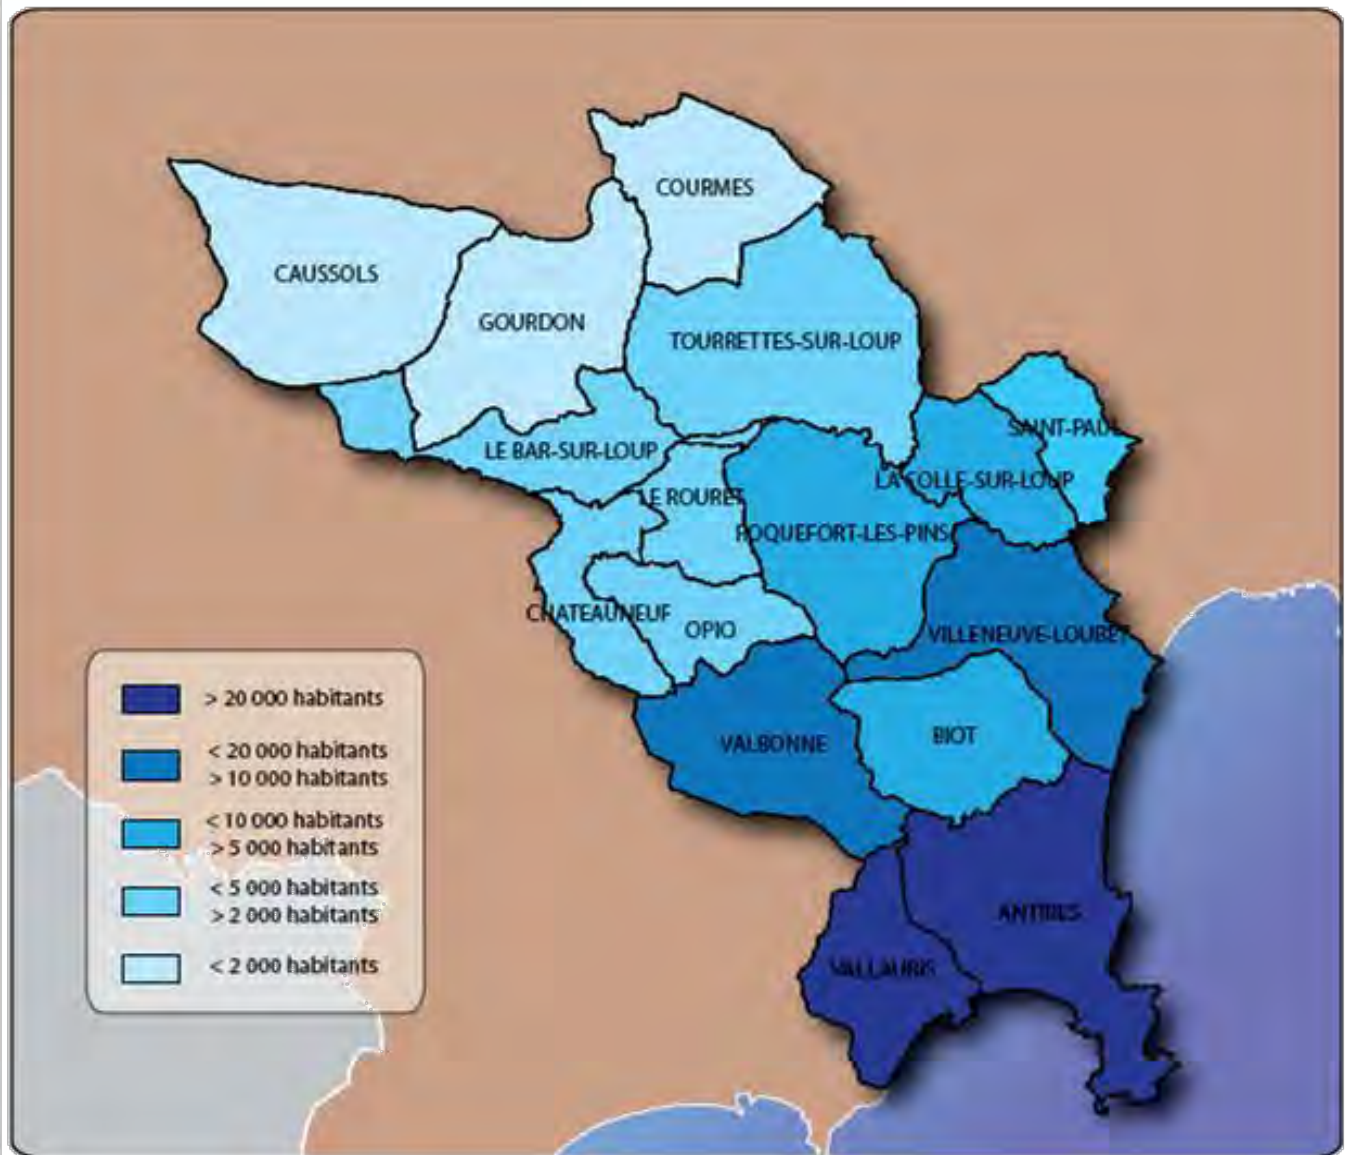 COURMES
CAUSSOLS
GOURDON
TOURRETTES-SUR-LOUP
SAINT-PAUL
LE BAR-SUR-LOUP
LA COLLE-SUR-LOUP
LE ROURET
ROQUEFORT-LES-PINS
CHATEAUNEUF
OPIO
VILLENEUVE-LOUBET
VALBONNE
BIOT
ANTIBES
VALLAURIS
> 20 000 habitants
< 20 000 habitants
> 10 000 habitants
< 10 000 habitants
> 5 000 habitants
< 5 000 habitants
> 2 000 habitants
< 2 000 habitants